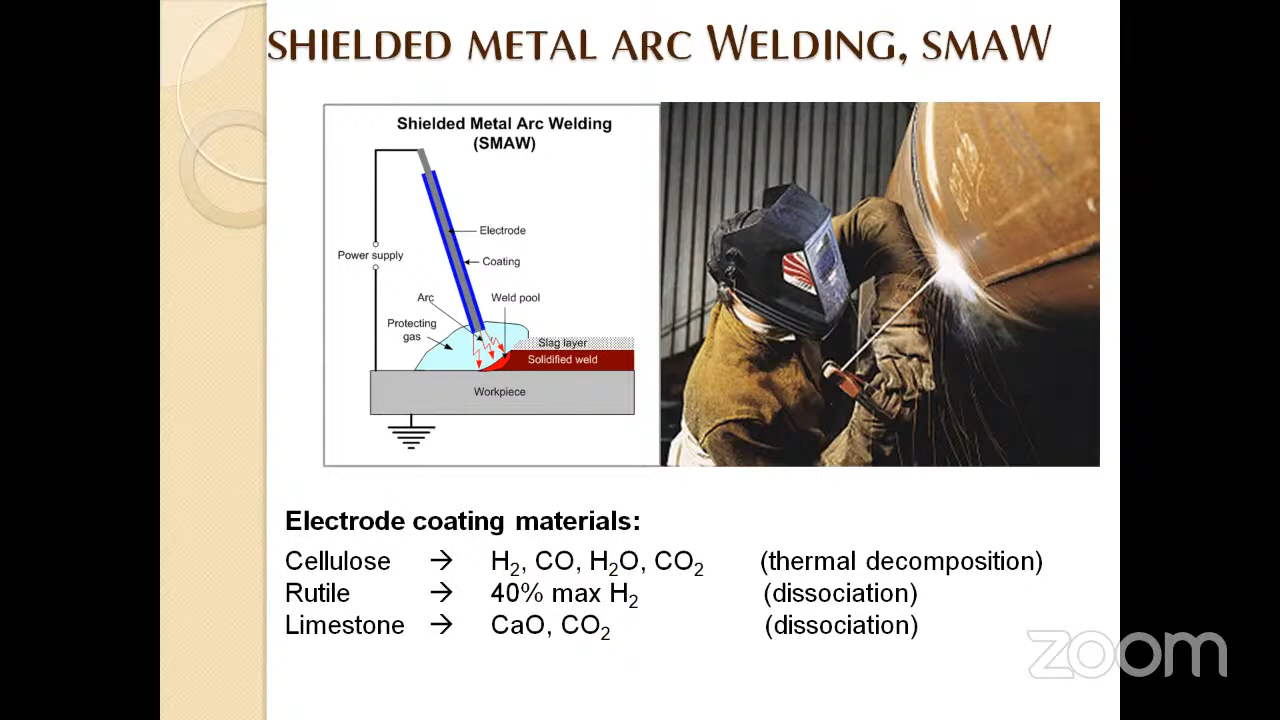 SHIELDED METAL ARC WELDING, SMAW
Shielded Metal Arc Welding
(SMAW)
Electrode
Power supply
Coating
Arc
Weld pool
Protecting
gas
Slag layer
Solidified weld
Workpiece
Electrode coating materials:
Cellulose → H₂, CO, H₂O, CO₂ (thermal decomposition)
Rutile → 40% max H₂ (dissociation)
Limestone → CaO, CO₂ (dissociation)
zoom